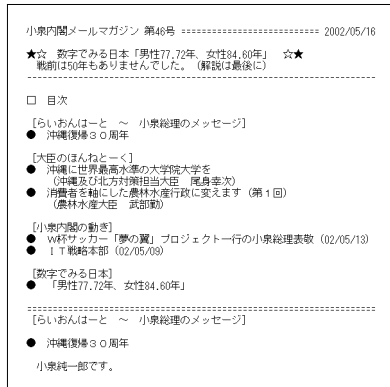 小泉内閣メールマガジン 第46号 ========================== 2002/05/16
★☆ 数字でみる日本「男性77.72年、女性84.60年」 ☆★
戦前は50年もありませんでした。(解説は最後に)
----------------------------------------------------------------
□ 目次
[らいおんはーと ~ 小泉総理のメッセージ]
● 沖縄復帰30周年
[大臣のほんねとーく]
● 沖縄に世界最高水準の大学院大学を
(沖縄及び北方対策担当大臣 尾身幸次)
● 消費者を軸にした農林水産行政に変えます(第1回)
(農林水産大臣 武部勤)
[小泉内閣の動き]
● W杯サッカー「夢の翼」プロジェクト一行の小泉総理表敬(02/05/13)
● IT戦略本部(02/05/09)
[数字でみる日本]
● 「男性77.72年、女性84.60年」
================================================================
[らいおんはーと ~ 小泉総理のメッセージ]
● 沖縄復帰30周年
小泉純一郎です。